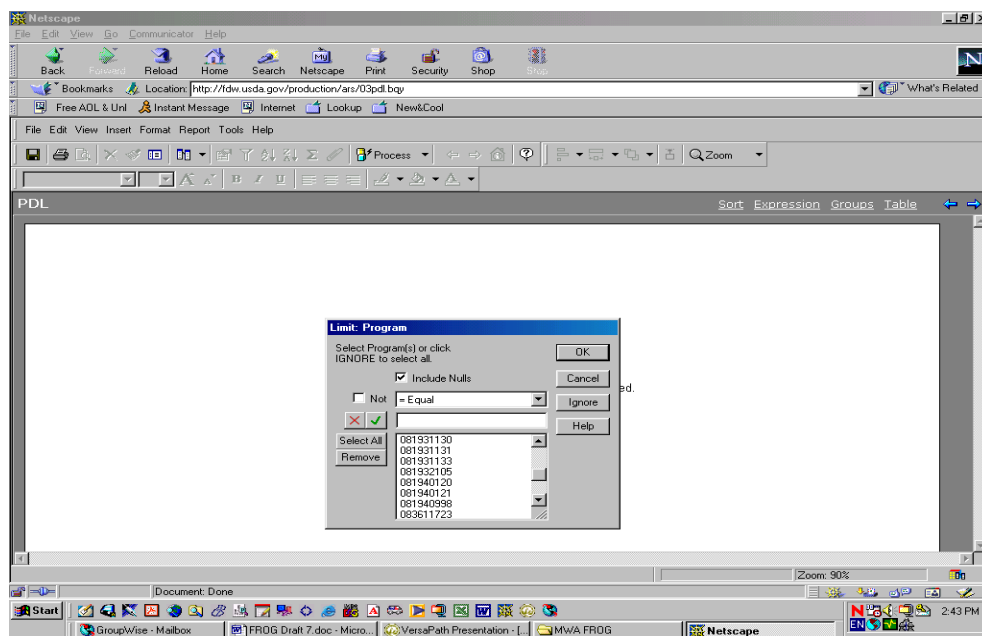 Netscape
File Edit View Go Communicator Help
Back Forward Reload Home Search Netscape Print Security Shop Stop
Bookmarks Location: http://fdw.usda.gov/production/ars/03pdl.bqy What's Related
Free AOL & Unl Instant Message Internet Lookup New&Cool
File Edit View Insert Format Report Tools Help
Process Zoom
PDL Sort Expression Groups Table
Limit: Program
Select Program(s) or click
IGNORE to select all.
OK
Include Nulls
Cancel
ed.
Not = Equal
Ignore
Help
Select All
Remove
081931130
081931131
081931133
081932105
081940120
081940121
081940998
083611723
Zoom: 90%
Document: Done
Start 2:43 PM
EN
GroupWise - Mailbox FROG Draft 7.doc - Micro... VersaPath Presentation - [... MWA FROG Netscape